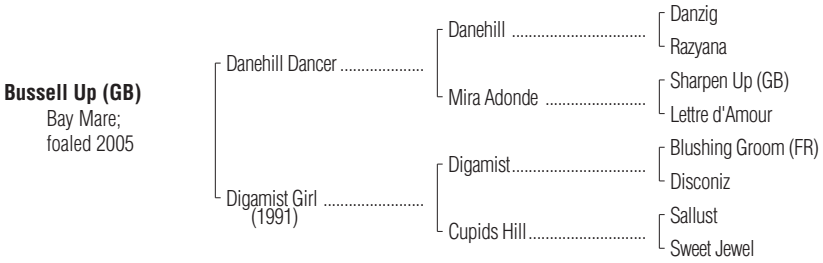 Danzig
Danehill ................................
Razyana
Danehill Dancer .....................
Sharpen Up (GB)
Mira Adonde .........................
Lettre d'Amour
Bussell Up (GB)
Bay Mare;
foaled 2005
Blushing Groom (FR)
Digamist.................................
Disconiz
Digamist Girl .........................
(1991)
Sallust
Cupids Hill.............................
Sweet Jewel